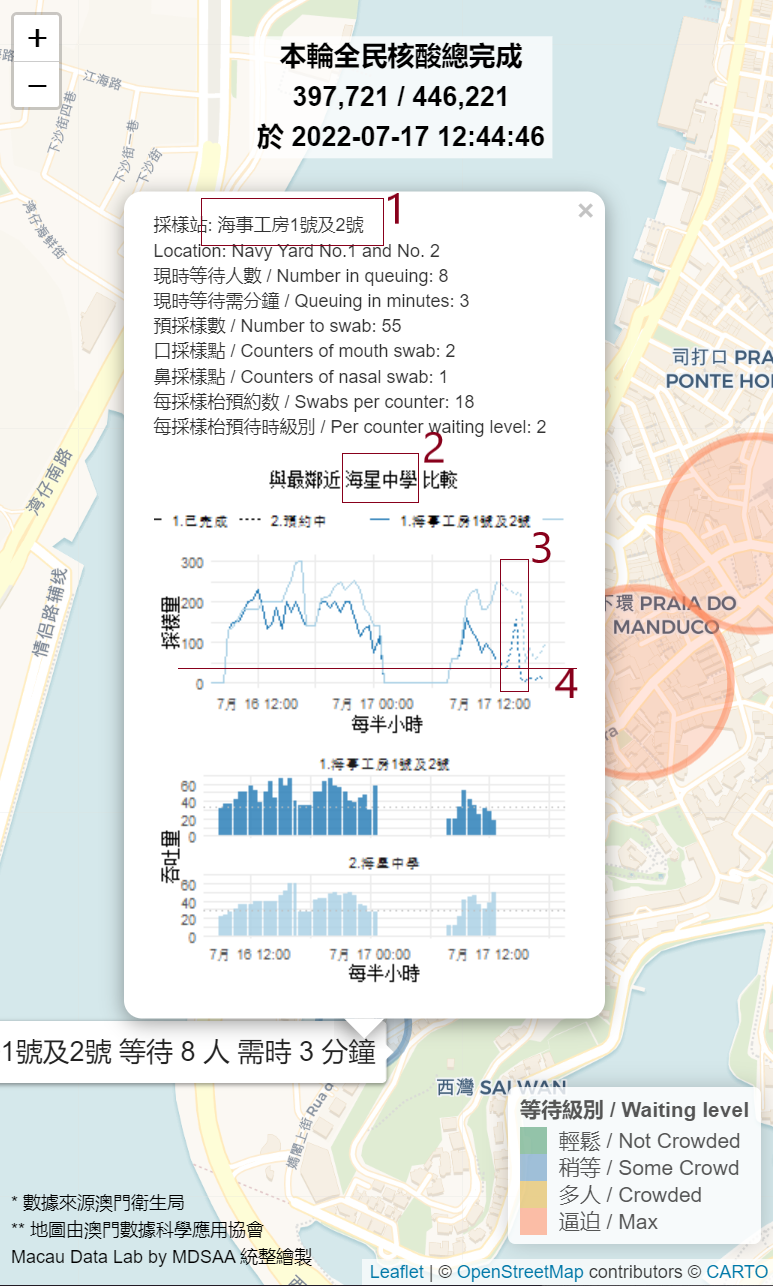 +
−
江海路
下沙街四巷
下沙街一巷
下沙街
湾仔海鲜街
本輪全民核酸總完成
397,721 / 446,221
於 2022-07-17 12:44:46
×
採樣站: 海事工房1號及2號
1
Location: Navy Yard No.1 and No. 2
現時等待人數 / Number in queuing: 8
現時等待需分鐘 / Queuing in minutes: 3
預採樣數 / Number to swab: 55
口採樣點 / Counters of mouth swab: 2
鼻採樣點 / Counters of nasal swab: 1
每採樣枱預約数 / Swabs per counter: 18
每採樣枱預待時級別 / Per counter waiting level: 2
司打口 PRA
PONTE HOR
湾仔南路
情侣路辅线
2
與最鄰近 海星中學 比較
1.已完成 2.預約中 1.海事工房1號及2號
3
300
200
100
0
採樣量
4
7月 16 12:00 7月 17 00:00 7月 17 12:00
每半小時
下環 PRAIA DO
MANDUCO
1.海事工房1號及2號
60
40
20
0
吞吐量
2.海星中學
60
40
20
0
7月 16 12:00 7月 17 00:00 7月 17 12:00
每半小時
1號及2號 等待 8 人 需時 3 分鐘
西灣 SAI WAN
媽閣上街 Rua d
等待級別 / Waiting level
輕鬆 / Not Crowded
稍等 / Some Crowd
多人 / Crowded
逼迫 / Max
* 數據來源澳門衛生局
** 地圖由澳門數據科學應用協會
Macau Data Lab by MDSAA 統整繪製
Leaflet | © OpenStreetMap contributors © CARTO